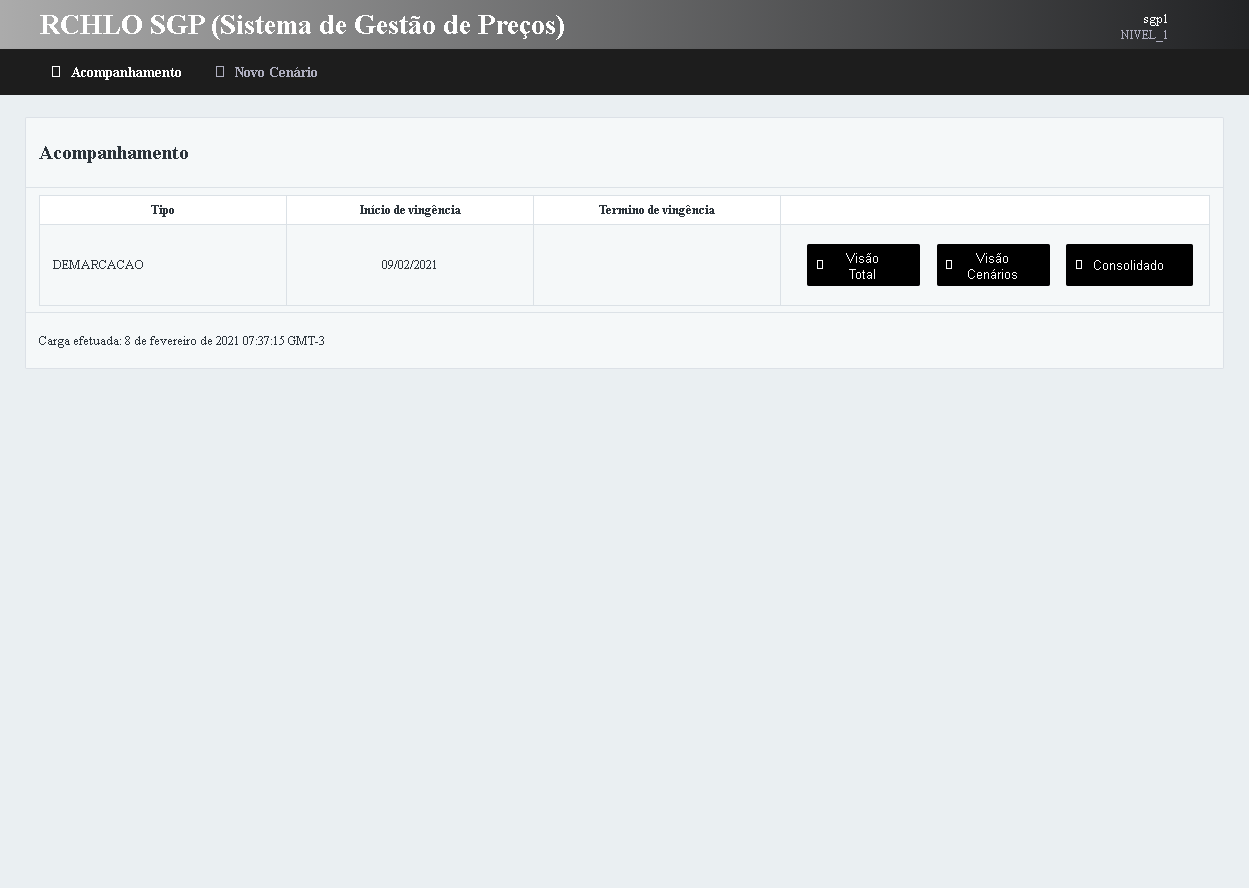 RCHLO SGP (Sistema de Gestão de Preços)
sgp1
NIVEL_1
Acompanhamento
Novo Cenário
Acompanhamento
Tipo
Início de vingência
Termino de vingência
DEMARCACAO
09/02/2021
Visão
Total
Visão
Cenários
Consolidado
Carga efetuada: 8 de fevereiro de 2021 07:37:15 GMT-3